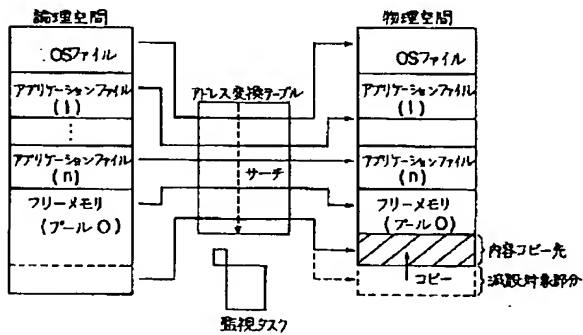 論理空間
OSファイル
アプリケーションファイル
(1)
⋮
アプリケーションファイル
(n)
フリーメモリ
(プール0)
アドレス変換テーブル
サーチ
監視タスク
物理空間
OSファイル
アプリケーションファイル
(1)
アプリケーションファイル
(n)
フリーメモリ
(プール0)
内容コピー先
コピー
減設対象部分